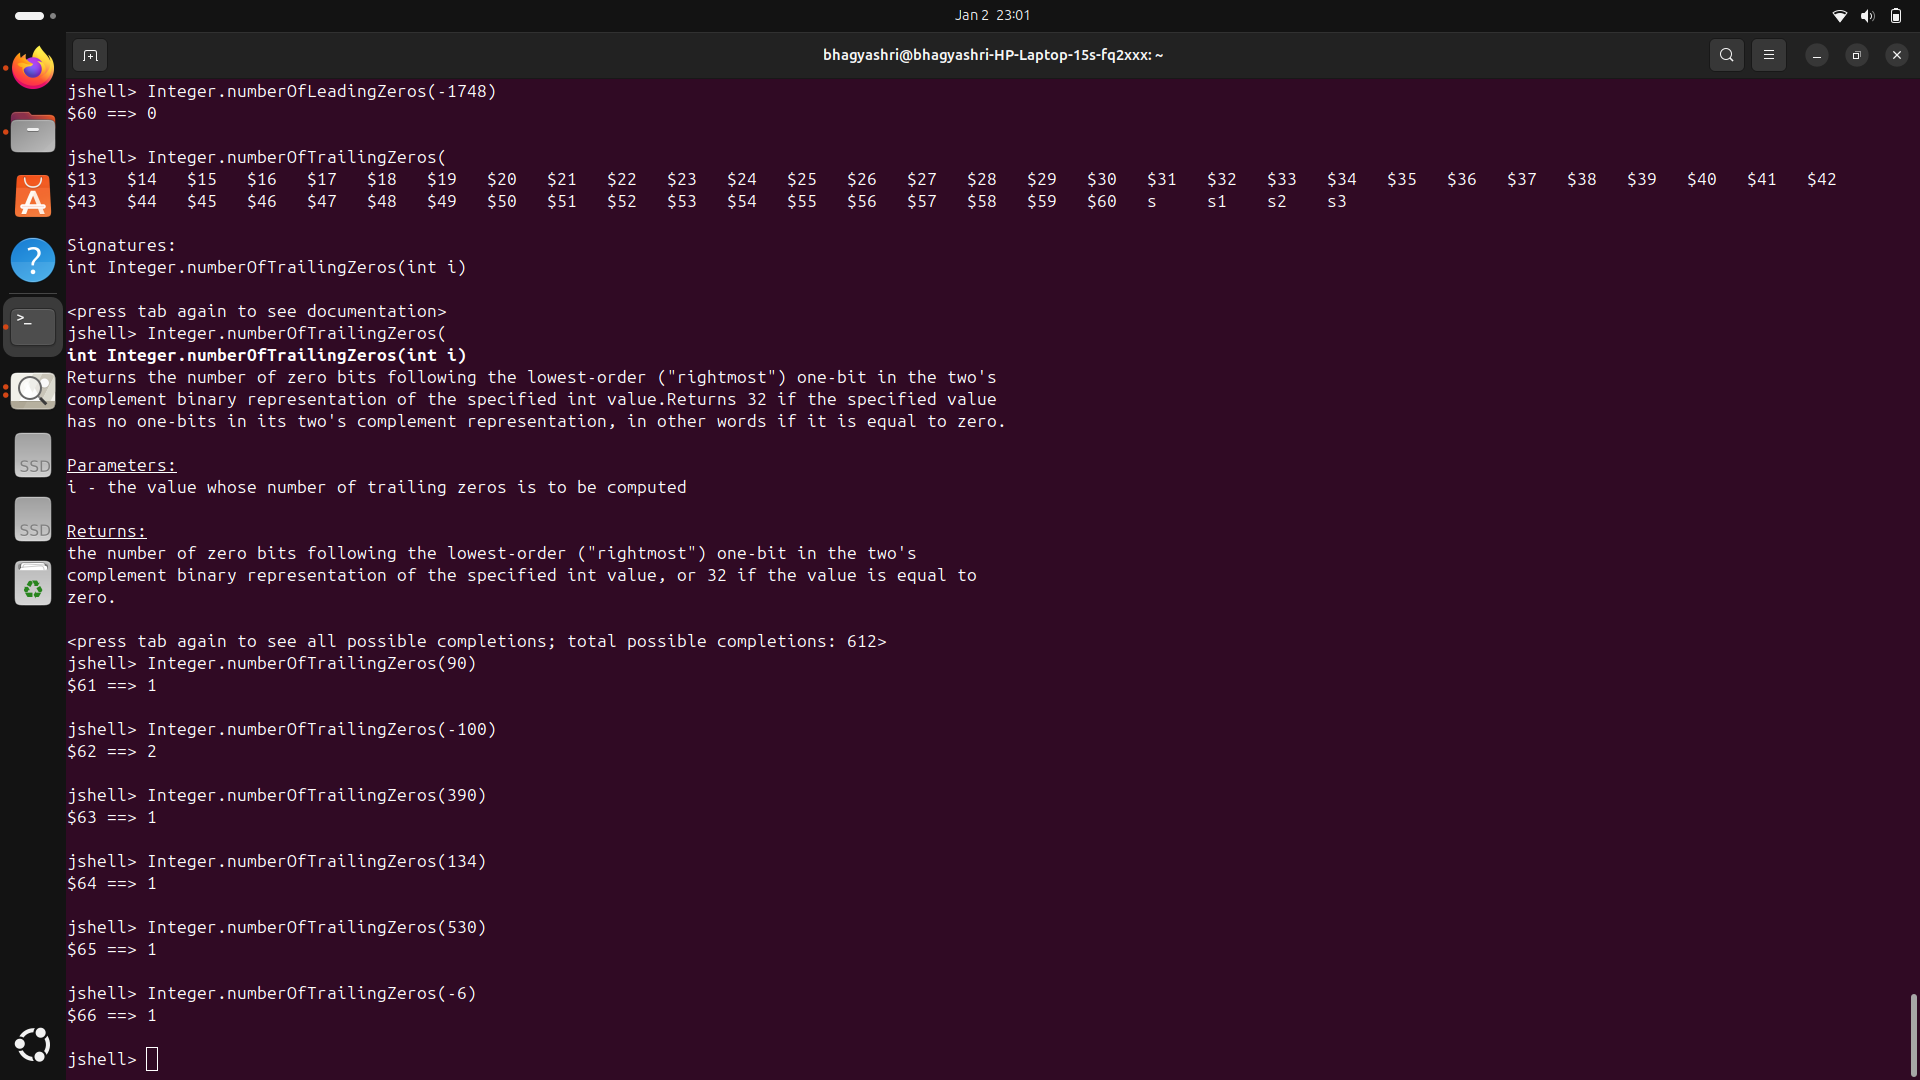 Jan 2 23:01
bhagyashri@bhagyashri-HP-Laptop-15s-fq2xxx: ~
jshell> Integer.numberOfLeadingZeros(-1748)
$60 ==> 0
jshell> Integer.numberOfTrailingZeros(
$13 $14 $15 $16 $17 $18 $19 $20 $21 $22 $23 $24 $25 $26 $27 $28 $29 $30 $31 $32 $33 $34 $35 $36 $37 $38 $39 $40 $41 $42
$43 $44 $45 $46 $47 $48 $49 $50 $51 $52 $53 $54 $55 $56 $57 $58 $59 $60 s s1 s2 s3
Signatures:
int Integer.numberOfTrailingZeros(int i)
<press tab again to see documentation>
jshell> Integer.numberOfTrailingZeros(
int Integer.numberOfTrailingZeros(int i)
Returns the number of zero bits following the lowest-order ("rightmost") one-bit in the two's
complement binary representation of the specified int value.Returns 32 if the specified value
has no one-bits in its two's complement representation, in other words if it is equal to zero.
Parameters:
i - the value whose number of trailing zeros is to be computed
Returns:
the number of zero bits following the lowest-order ("rightmost") one-bit in the two's
complement binary representation of the specified int value, or 32 if the value is equal to
zero.
<press tab again to see all possible completions; total possible completions: 612>
jshell> Integer.numberOfTrailingZeros(90)
$61 ==> 1
jshell> Integer.numberOfTrailingZeros(-100)
$62 ==> 2
jshell> Integer.numberOfTrailingZeros(390)
$63 ==> 1
jshell> Integer.numberOfTrailingZeros(134)
$64 ==> 1
jshell> Integer.numberOfTrailingZeros(530)
$65 ==> 1
jshell> Integer.numberOfTrailingZeros(-6)
$66 ==> 1
jshell>
?
>_
SSD
SSD